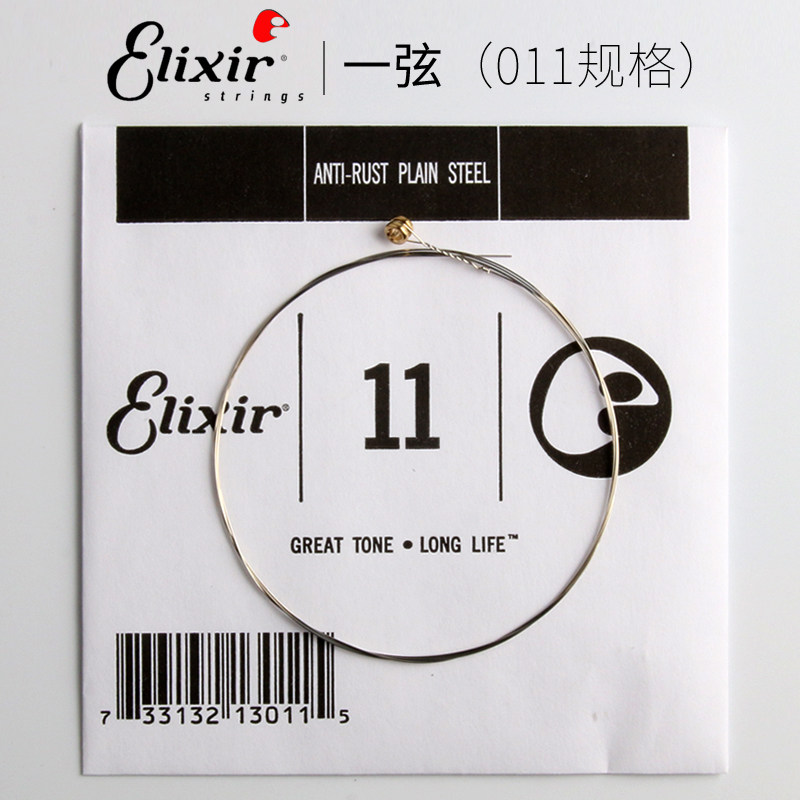 Elixir® | 一弦（011规格）
strings
ANTI-RUST PLAIN STEEL
Elixir®
11
GREAT TONE • LONG LIFE™
7 33132 13011 5